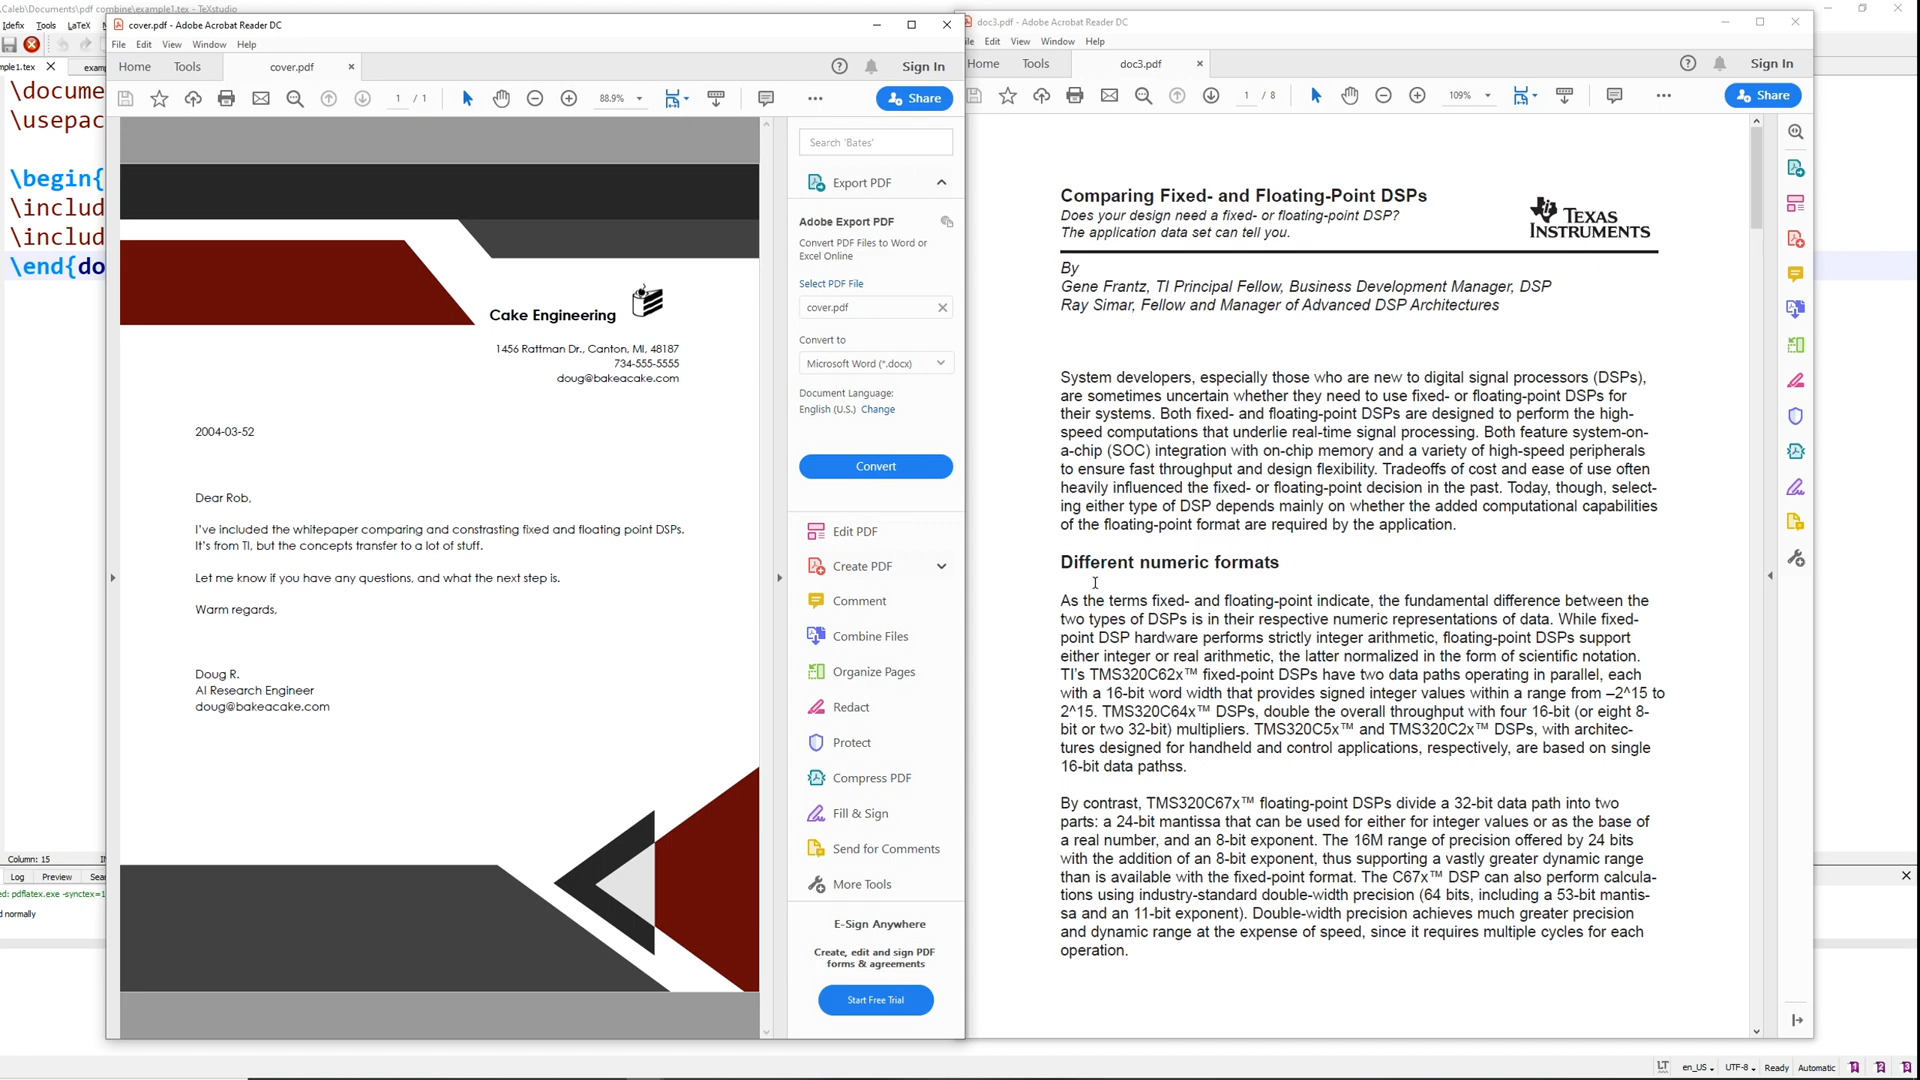 Caleb\Documents\pdf combine\example1.tex - TeXstudio
Idefix Tools LaTeX
\docume
\usepac
\begin{
\includ
\includ
\end{do
Column: 15
Log Preview Sea
ed: pdflatex.exe -synctex=1
d normally
cover.pdf - Adobe Acrobat Reader DC
File Edit View Window Help
Home Tools cover.pdf Sign In
1 / 1 88.9% Share
Cake Engineering
1456 Rattman Dr., Canton, MI, 48187
734-555-5555
doug@bakeacake.com
2004-03-52
Dear Rob,
I've included the whitepaper comparing and constrasting fixed and floating point DSPs.
It's from TI, but the concepts transfer to a lot of stuff.
Let me know if you have any questions, and what the next step is.
Warm regards,
Doug R.
AI Research Engineer
doug@bakeacake.com
Search 'Bates'
Export PDF
Adobe Export PDF
Convert PDF Files to Word or
Excel Online
Select PDF File
cover.pdf
Convert to
Microsoft Word (*.docx)
Document Language:
English (U.S.) Change
Convert
Edit PDF
Create PDF
Comment
Combine Files
Organize Pages
Redact
Protect
Compress PDF
Fill & Sign
Send for Comments
More Tools
E-Sign Anywhere
Create, edit and sign PDF
forms & agreements
Start Free Trial
doc3.pdf - Adobe Acrobat Reader DC
Edit View Window Help
Home Tools doc3.pdf Sign In
1 / 8 109% Share
Comparing Fixed- and Floating-Point DSPs
Does your design need a fixed- or floating-point DSP?
The application data set can tell you.
TEXAS
INSTRUMENTS
By
Gene Frantz, TI Principal Fellow, Business Development Manager, DSP
Ray Simar, Fellow and Manager of Advanced DSP Architectures
System developers, especially those who are new to digital signal processors (DSPs),
are sometimes uncertain whether they need to use fixed- or floating-point DSPs for
their systems. Both fixed- and floating-point DSPs are designed to perform the high-
speed computations that underlie real-time signal processing. Both feature system-on-
a-chip (SOC) integration with on-chip memory and a variety of high-speed peripherals
to ensure fast throughput and design flexibility. Tradeoffs of cost and ease of use often
heavily influenced the fixed- or floating-point decision in the past. Today, though, select-
ing either type of DSP depends mainly on whether the added computational capabilities
of the floating-point format are required by the application.
Different numeric formats
As the terms fixed- and floating-point indicate, the fundamental difference between the
two types of DSPs is in their respective numeric representations of data. While fixed-
point DSP hardware performs strictly integer arithmetic, floating-point DSPs support
either integer or real arithmetic, the latter normalized in the form of scientific notation.
TI's TMS320C62x™ fixed-point DSPs have two data paths operating in parallel, each
with a 16-bit word width that provides signed integer values within a range from –2^15 to
2^15. TMS320C64x™ DSPs, double the overall throughput with four 16-bit (or eight 8-
bit or two 32-bit) multipliers. TMS320C5x™ and TMS320C2x™ DSPs, with architec-
tures designed for handheld and control applications, respectively, are based on single
16-bit data pathss.
By contrast, TMS320C67x™ floating-point DSPs divide a 32-bit data path into two
parts: a 24-bit mantissa that can be used for either for integer values or as the base of
a real number, and an 8-bit exponent. The 16M range of precision offered by 24 bits
with the addition of an 8-bit exponent, thus supporting a vastly greater dynamic range
than is available with the fixed-point format. The C67x™ DSP can also perform calcula-
tions using industry-standard double-width precision (64 bits, including a 53-bit mantis-
sa and an 11-bit exponent). Double-width precision achieves much greater precision
and dynamic range at the expense of speed, since it requires multiple cycles for each
operation.
en_US UTF-8 Ready Automatic